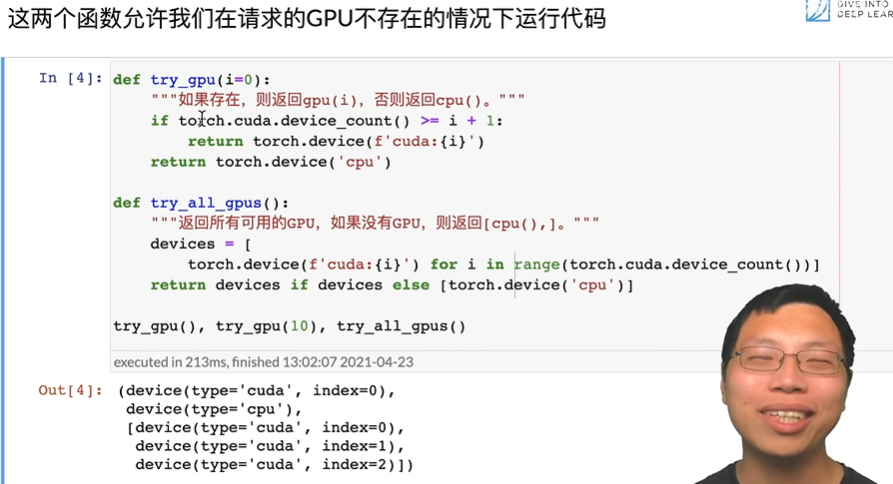 这两个函数允许我们在请求的GPU不存在的情况下运行代码
DIVE INTO
DEEP LEAR
In [4]: def try_gpu(i=0):
"""如果存在，则返回gpu(i)，否则返回cpu()。"""
if torch.cuda.device_count() >= i + 1:
return torch.device(f'cuda:{i}')
return torch.device('cpu')
def try_all_gpus():
"""返回所有可用的GPU，如果没有GPU，则返回[cpu(),]。"""
devices = [
torch.device(f'cuda:{i}') for i in range(torch.cuda.device_count())]
return devices if devices else [torch.device('cpu')]
try_gpu(), try_gpu(10), try_all_gpus()
executed in 213ms, finished 13:02:07 2021-04-23
Out[4]: (device(type='cuda', index=0),
device(type='cpu'),
[device(type='cuda', index=0),
device(type='cuda', index=1),
device(type='cuda', index=2)])